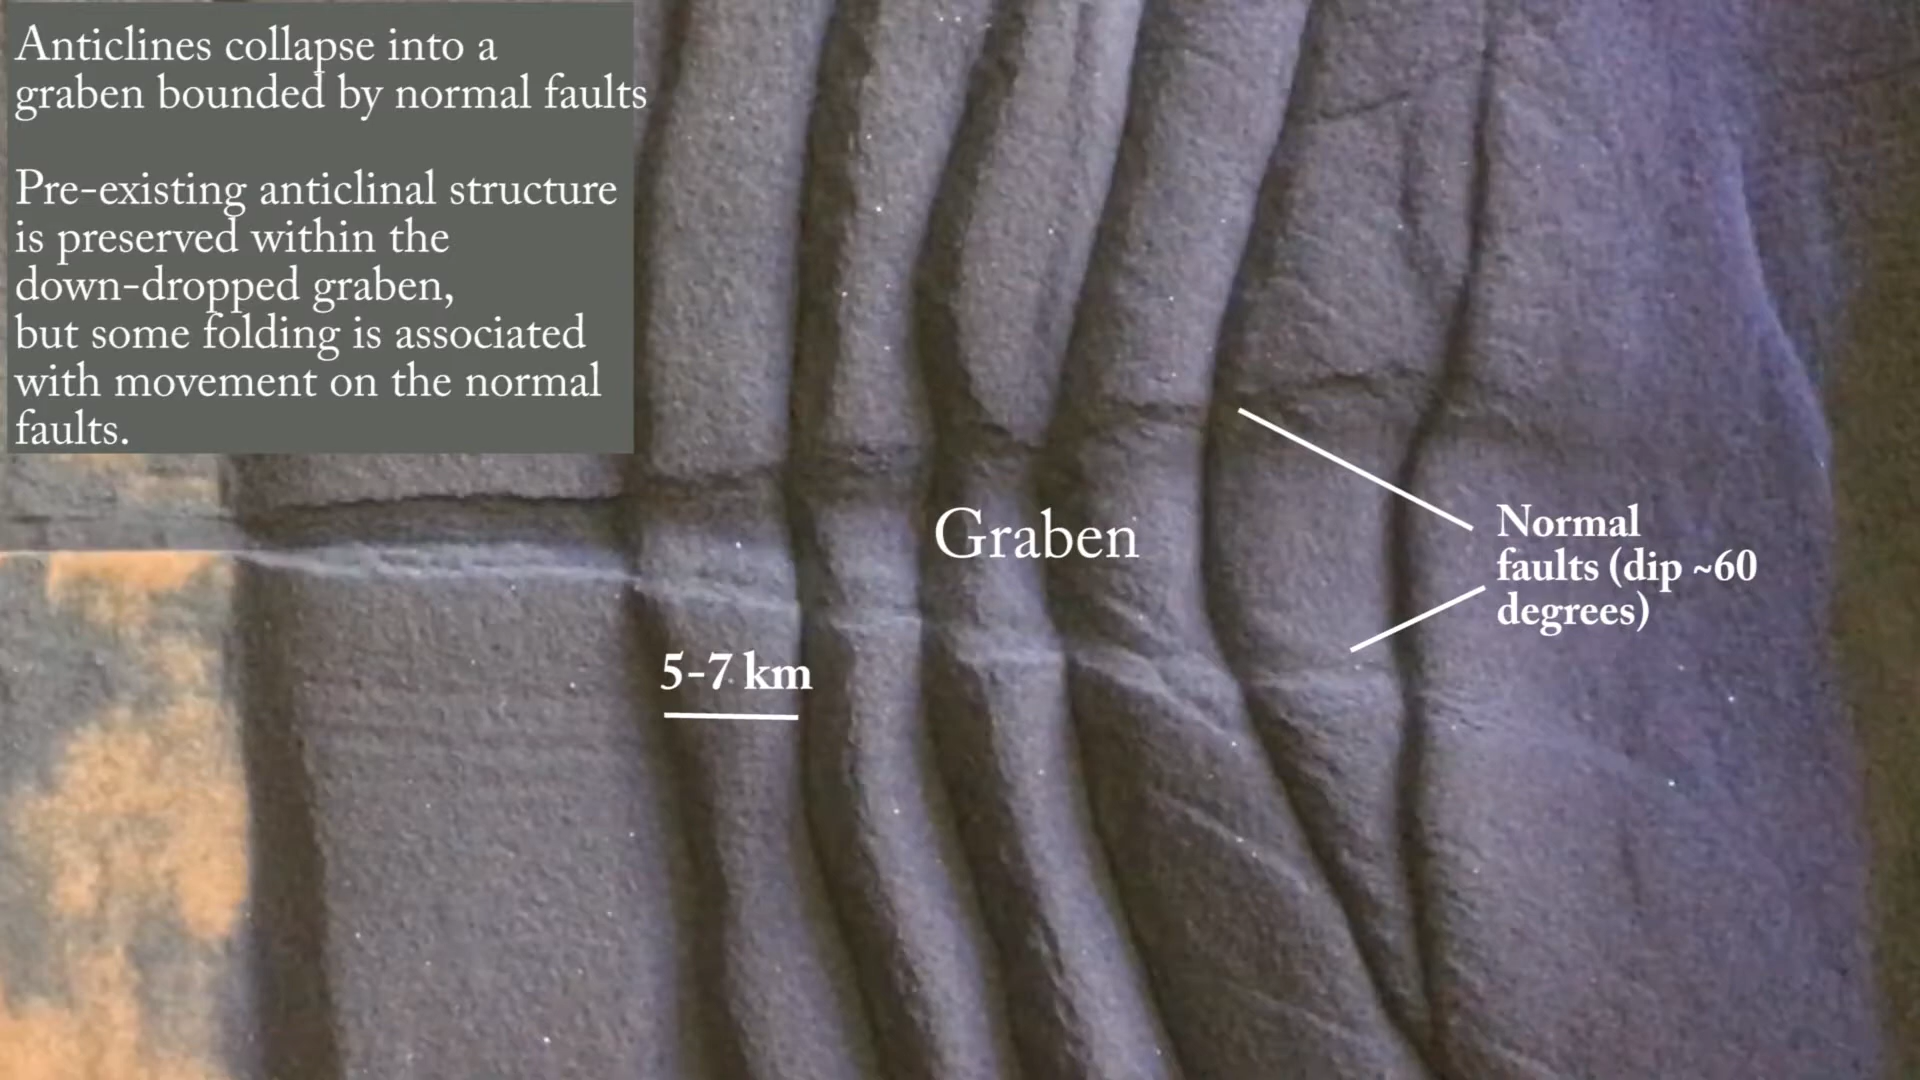 Anticlines collapse into a
graben bounded by normal faults
Pre-existing anticlinal structure
is preserved within the
down-dropped graben,
but some folding is associated
with movement on the normal
faults.
Graben
Normal
faults (dip ~60
degrees)
5-7 km